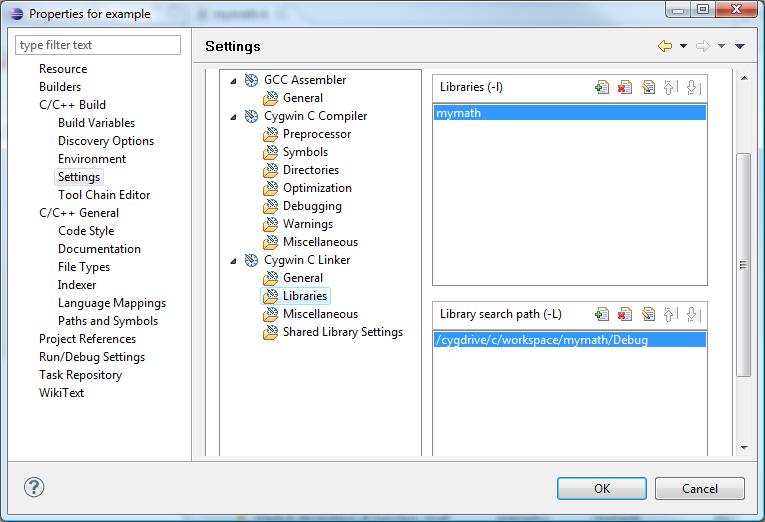 Properties for example
type filter text
Resource
Builders
C/C++ Build
Build Variables
Discovery Options
Environment
Settings
Tool Chain Editor
C/C++ General
Code Style
Documentation
File Types
Indexer
Language Mappings
Paths and Symbols
Project References
Run/Debug Settings
Task Repository
WikiText
Settings
GCC Assembler
General
Cygwin C Compiler
Preprocessor
Symbols
Directories
Optimization
Debugging
Warnings
Miscellaneous
Cygwin C Linker
General
Libraries
Miscellaneous
Shared Library Settings
Libraries (-l)
mymath
Library search path (-L)
/cygdrive/c/workspace/mymath/Debug
OK
Cancel